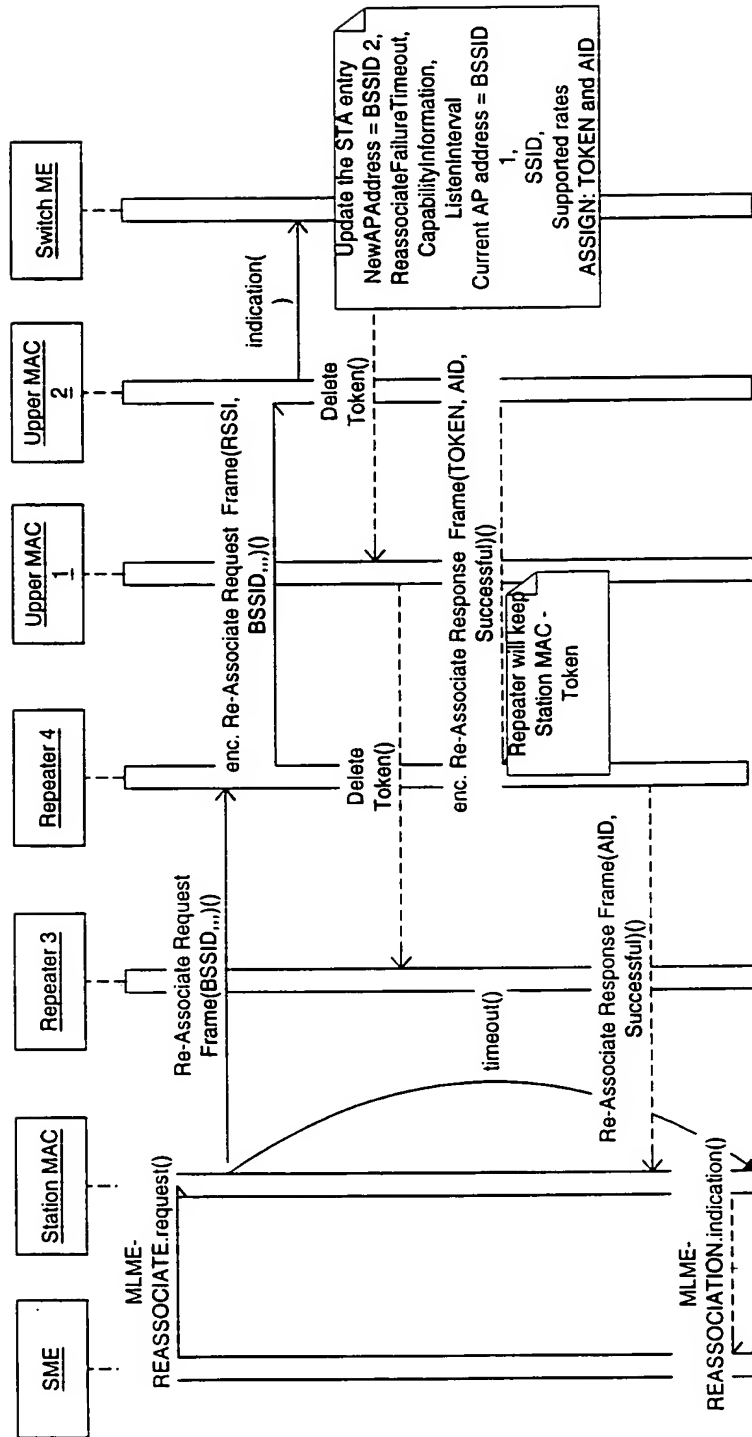 SME
Station MAC
Repeater 3
Repeater 4
Upper MAC
1
Upper MAC
2
Switch ME
MLME-
REASSOCIATE.request()
Re-Associate Request
Frame(BSSID,,,)()
enc. Re-Associate Request Frame(RSSI,
BSSID,,,)()
indication(
)
Update the STA entry
NewAPAddress = BSSID 2,
ReassociateFailureTimeout,
CapabilityInformation,
ListenInterval
Current AP address = BSSID
1,
SSID,
Supported rates
ASSIGN: TOKEN and AID
Delete
Token()
Delete
Token()
enc. Re-Associate Response Frame(TOKEN, AID,
Successful)()
Repeater will keep
Station MAC -
Token
timeout()
Re-Associate Response Frame(AID,
Successful)()
MLME-
REASSOCIATION.indication()